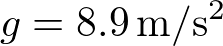 g = 8.9 m/s²